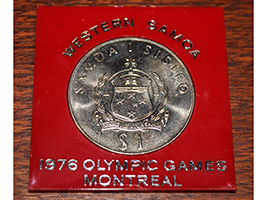 WESTERN SAMOA
SAMOA I SISIFO
$1
1976 OLYMPIC GAMES
MONTREAL